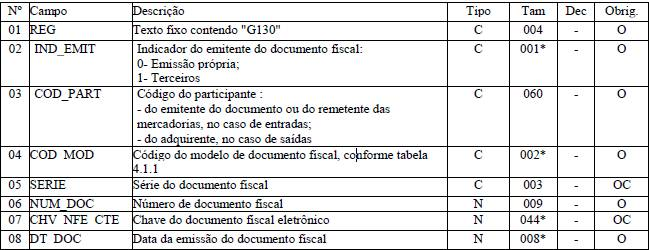 Nº Campo Descrição Tipo Tam Dec Obrig.
01 REG Texto fixo contendo "G130" C 004 - O
02 IND_EMIT Indicador do emitente do documento fiscal: C 001* - O
0- Emissão própria;
1- Terceiros
03 COD_PART Código do participante : C 060 - O
- do emitente do documento ou do remetente das
mercadorias, no caso de entradas;
- do adquirente, no caso de saídas
04 COD_MOD Código do modelo de documento fiscal, conforme tabela C 002* - O
4.1.1
05 SERIE Série do documento fiscal C 003 - OC
06 NUM_DOC Número de documento fiscal N 009 - O
07 CHV_NFE_CTE Chave do documento fiscal eletrônico N 044* - OC
08 DT_DOC Data da emissão do documento fiscal N 008* - O